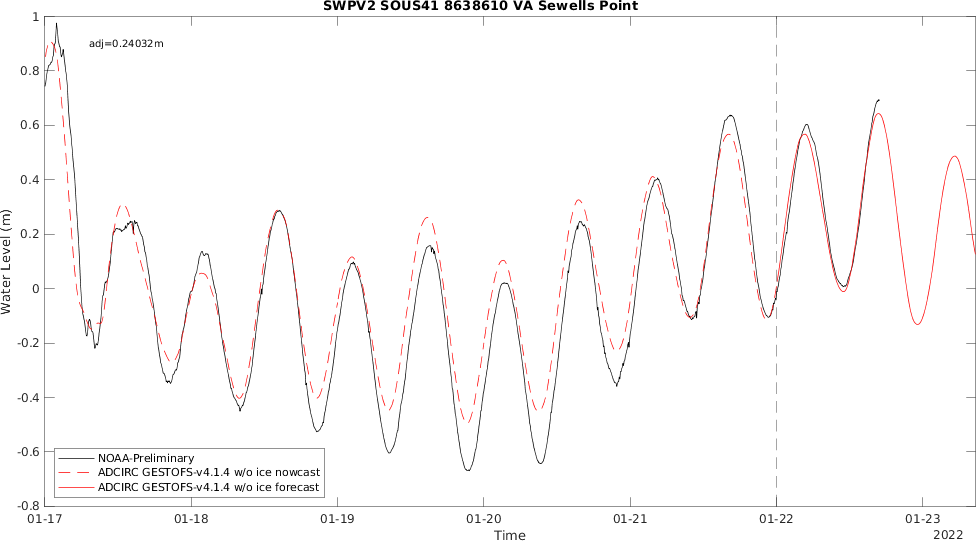 SWPV2 SOUS41 8638610 VA Sewells Point
adj=0.24032m
1
0.8
0.6
0.4
0.2
0
-0.2
-0.4
-0.6
-0.8
Water Level (m)
NOAA-Preliminary
ADCIRC GESTOFS-v4.1.4 w/o ice nowcast
ADCIRC GESTOFS-v4.1.4 w/o ice forecast
01-17 01-18 01-19 01-20 01-21 01-22 01-23
Time
2022